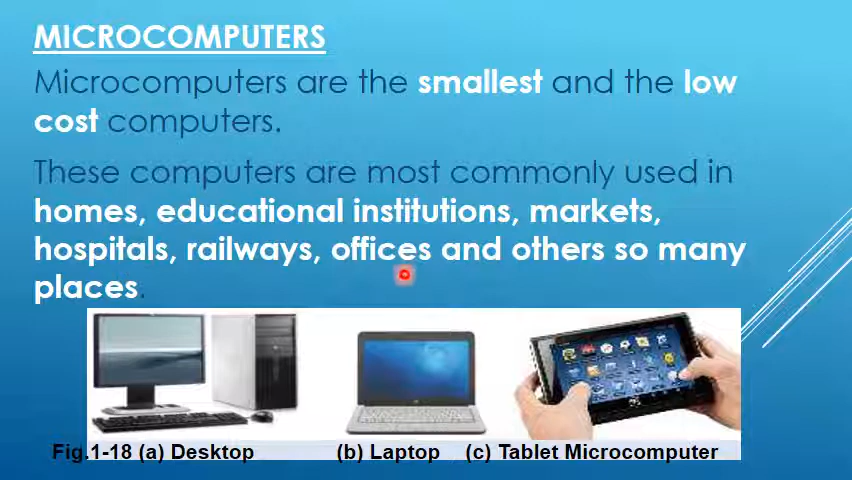 MICROCOMPUTERS
Microcomputers are the smallest and the low
cost computers.
These computers are most commonly used in
homes, educational institutions, markets,
hospitals, railways, offices and others so many
places.
Fig.1-18 (a) Desktop (b) Laptop (c) Tablet Microcomputer